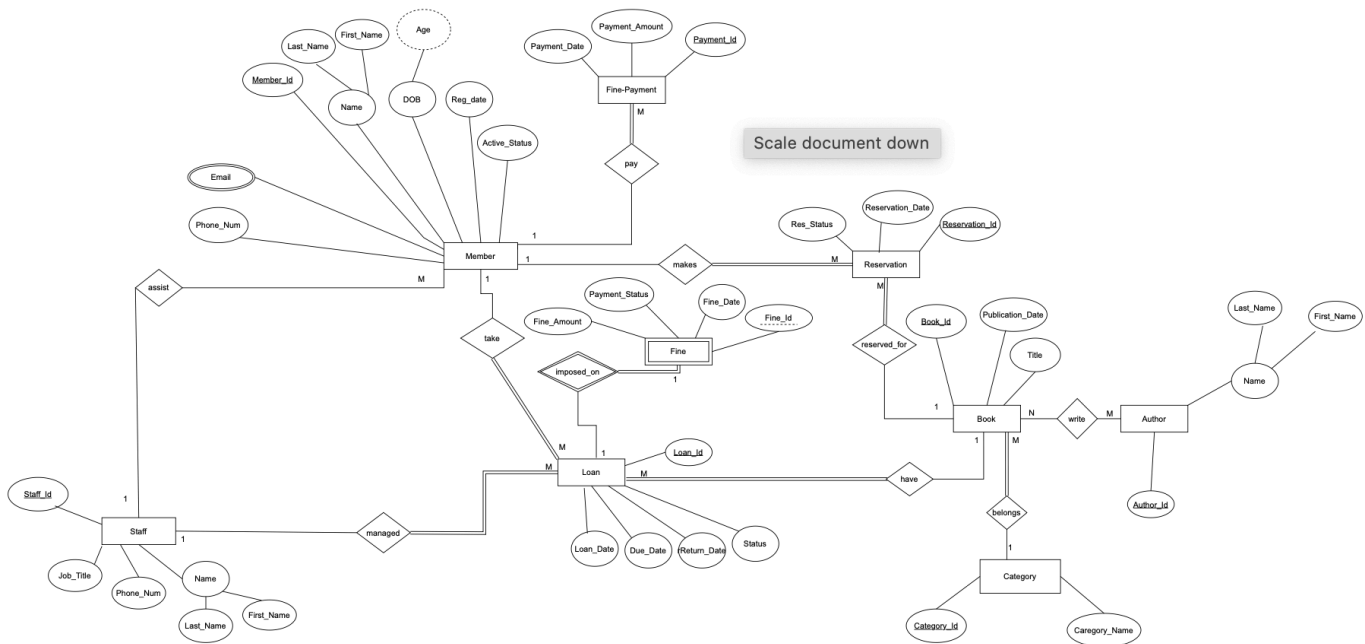 Age
First_Name
Last_Name
Member_Id
Name
DOB
Reg_date
Active_Status
Email
Phone_Num
Member
Payment_Amount
Payment_Date
Payment_Id
Fine-Payment
M
pay
1
Scale document down
Reservation_Date
Res_Status
Reservation_Id
1
makes
M
Reservation
M
assist
M
1
Payment_Status
Fine_Date
Fine_Amount
Fine_Id
Fine
take
imposed_on
1
reserved_for
Book_Id
Publication_Date
Title
Last_Name
First_Name
Name
1
Book
N
write
M
Author
1
M
Author_Id
M
1
Loan_Id
M
Loan
M
have
belongs
1
Staff_Id
Staff
1
managed
Loan_Date
Due_Date
rReturn_Date
Status
1
Category
Job_Title
Phone_Num
Name
Last_Name
First_Name
Category_Id
Caregory_Name